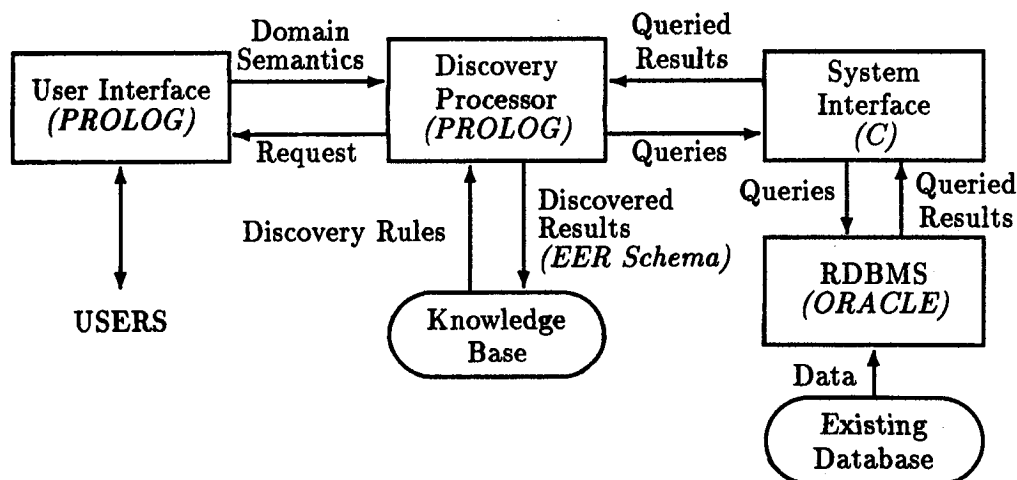 Domain
Semantics
Queried
Results
User Interface
(PROLOG)
Discovery
Processor
(PROLOG)
System
Interface
(C)
Request
Queries
Queries
Queried
Results
Discovery Rules
Discovered
Results
(EER Schema)
RDBMS
(ORACLE)
USERS
Knowledge
Base
Data
Existing
Database